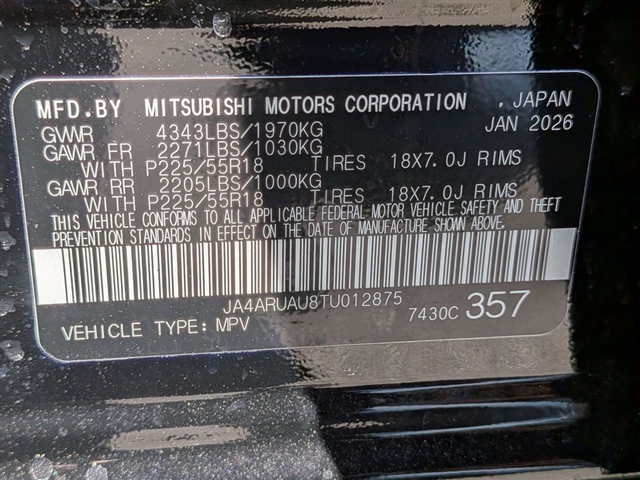 MFD.BY MITSUBISHI MOTORS CORPORATION , JAPAN
GVWR 4343LBS/1970KG JAN 2026
GAWR FR 2271LBS/1030KG
WITH P225/55R18 TIRES 18X7.0J RIMS
GAWR RR 2205LBS/1000KG
WITH P225/55R18 TIRES 18X7.0J RIMS
THIS VEHICLE CONFORMS TO ALL APPLICABLE FEDERAL MOTOR VEHICLE SAFETY AND THEFT
PREVENTION STANDARDS IN EFFECT ON THE DATE OF MANUFACTURE SHOWN ABOVE.
JA4ARUAU8TU012875
VEHICLE TYPE: MPV 7430C 357